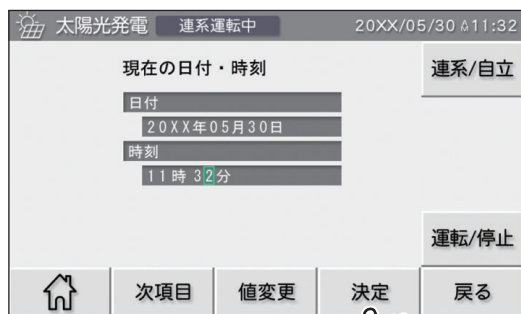 太陽光発電 連系運転中 20XX/05/30 11:32
現在の日付・時刻
連系/自立
日付
20XX年05月30日
時刻
11時32分
運転/停止
次項目 値変更 決定 戻る